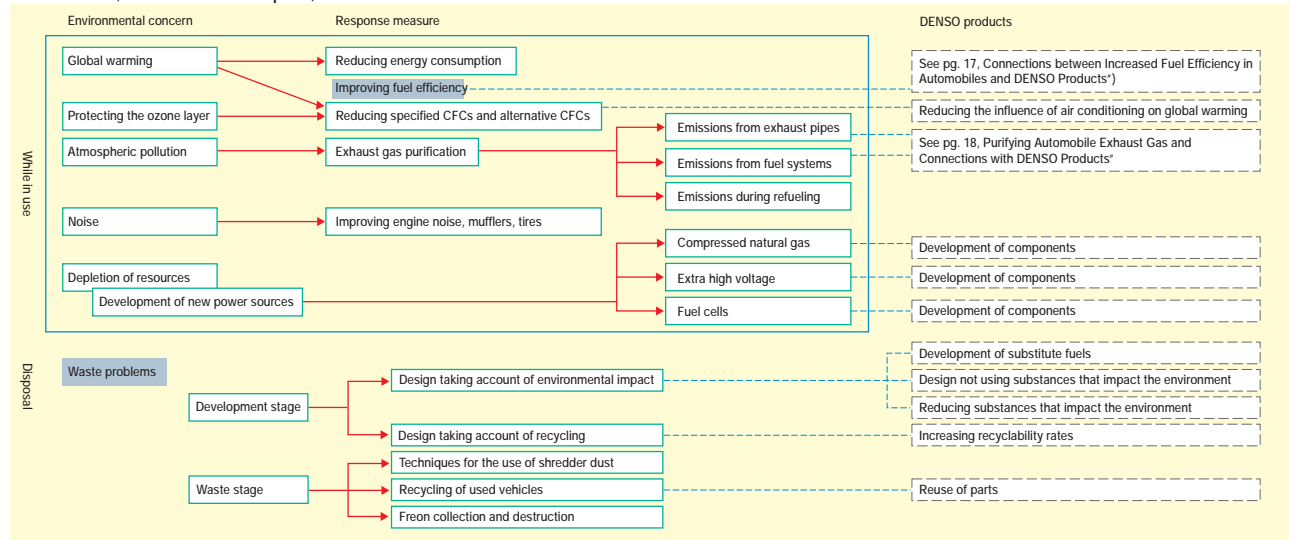 Environmental concern
Response measure
DENSO products
While in use
Global warming
Reducing energy consumption
See pg. 17, Connections between Increased Fuel Efficiency in
Automobiles and DENSO Products*)
Improving fuel efficiency
Protecting the ozone layer
Reducing specified CFCs and alternative CFCs
Reducing the influence of air conditioning on global warming
Atmospheric pollution
Exhaust gas purification
Emissions from exhaust pipes
See pg. 18, Purifying Automobile Exhaust Gas and
Connections with DENSO Products*
Emissions from fuel systems
Emissions during refueling
Noise
Improving engine noise, mufflers, tires
Compressed natural gas
Development of components
Depletion of resources
Extra high voltage
Development of components
Development of new power sources
Fuel cells
Development of components
Disposal
Waste problems
Development of substitute fuels
Design taking account of environmental impact
Design not using substances that impact the environment
Development stage
Reducing substances that impact the environment
Design taking account of recycling
Increasing recyclability rates
Techniques for the use of shredder dust
Waste stage
Recycling of used vehicles
Reuse of parts
Freon collection and destruction